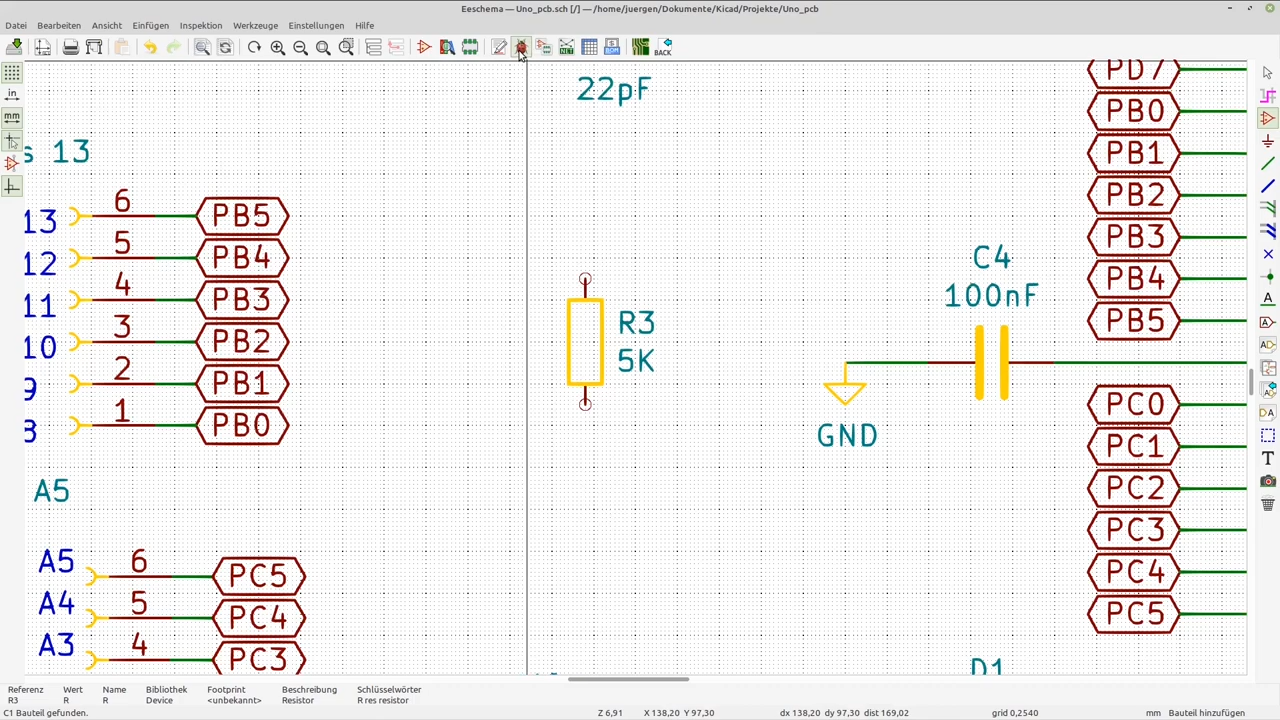 Eeschema — Uno_pcb.sch [/] — /home/juergen/Dokumente/Kicad/Projekte/Uno_pcb
Datei Bearbeiten Ansicht Einfügen Inspektion Werkzeuge Einstellungen Hilfe
BACK
in
mm
22pF
s 13
13 6 PB5
12 5 PB4
11 4 PB3
10 3 PB2
9 2 PB1
8 1 PB0
A5
A5 6 PC5
A4 5 PC4
A3 4 PC3
R3
5K
C4
100nF
GND
PD7
PB0
PB1
PB2
PB3
PB4
PB5
PC0
PC1
PC2
PC3
PC4
PC5
D1
Referenz Wert Name Bibliothek Footprint Beschreibung Schlüsselwörter
R3 R R Device <unbekannt> Resistor R res resistor
C1 Bauteil gefunden. Z 6,91 X 138,20 Y 97,30 dx 138,20 dy 97,30 dist 169,02 grid 0,2540 mm Bauteil hinzufügen